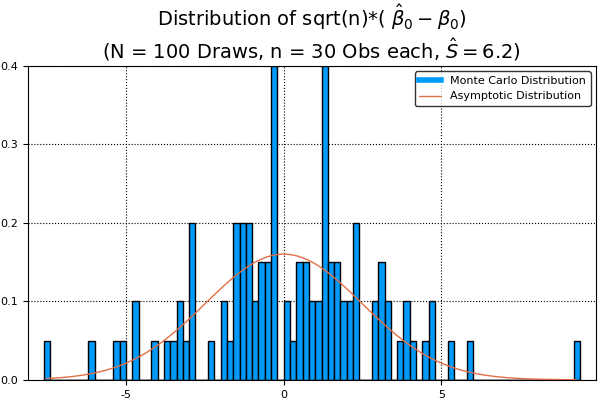 Distribution of sqrt(n)*( β̂₀ − β₀)
(N = 100 Draws, n = 30 Obs each, Ŝ = 6.2)
Monte Carlo Distribution
Asymptotic Distribution
0.4
0.3
0.2
0.1
0.0
-5 0 5